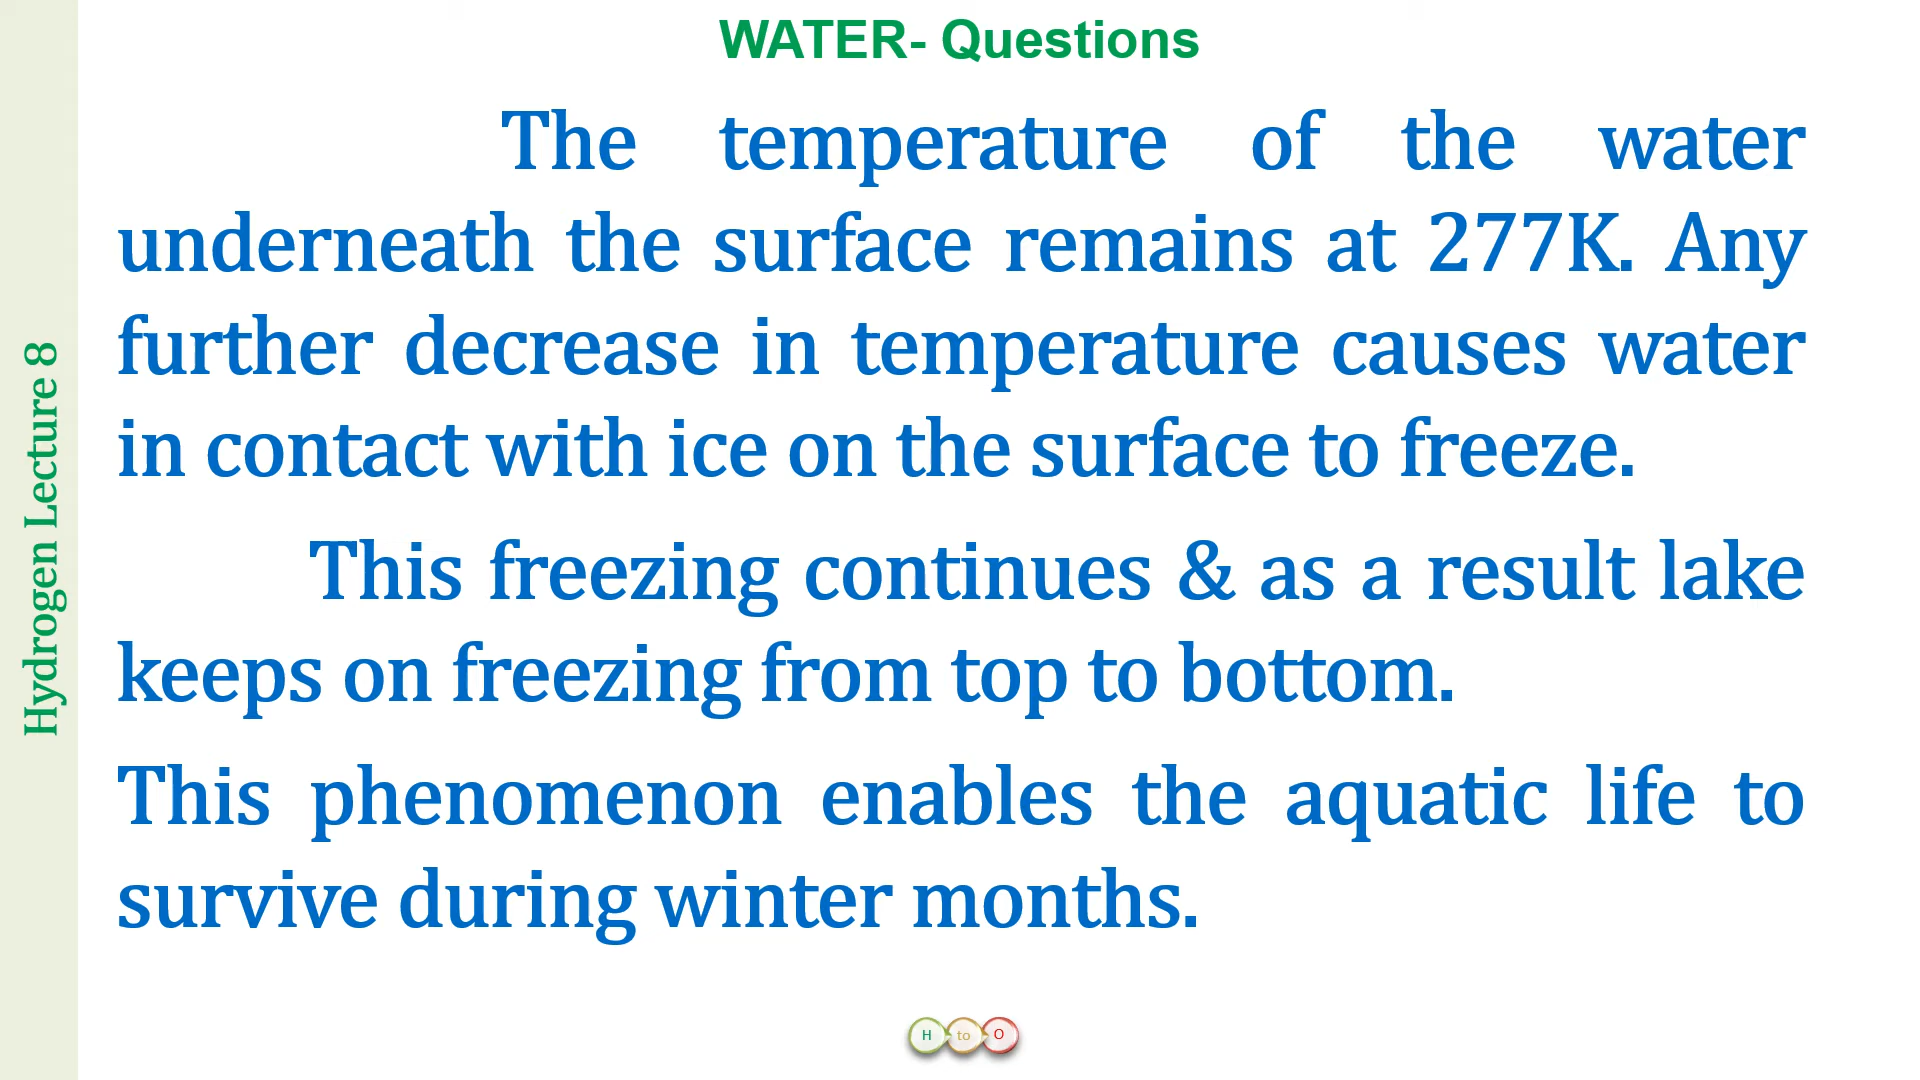 WATER- Questions
The temperature of the water
underneath the surface remains at 277K. Any
further decrease in temperature causes water
in contact with ice on the surface to freeze.
This freezing continues & as a result lake
keeps on freezing from top to bottom.
This phenomenon enables the aquatic life to
survive during winter months.
Hydrogen Lecture 8
H to O